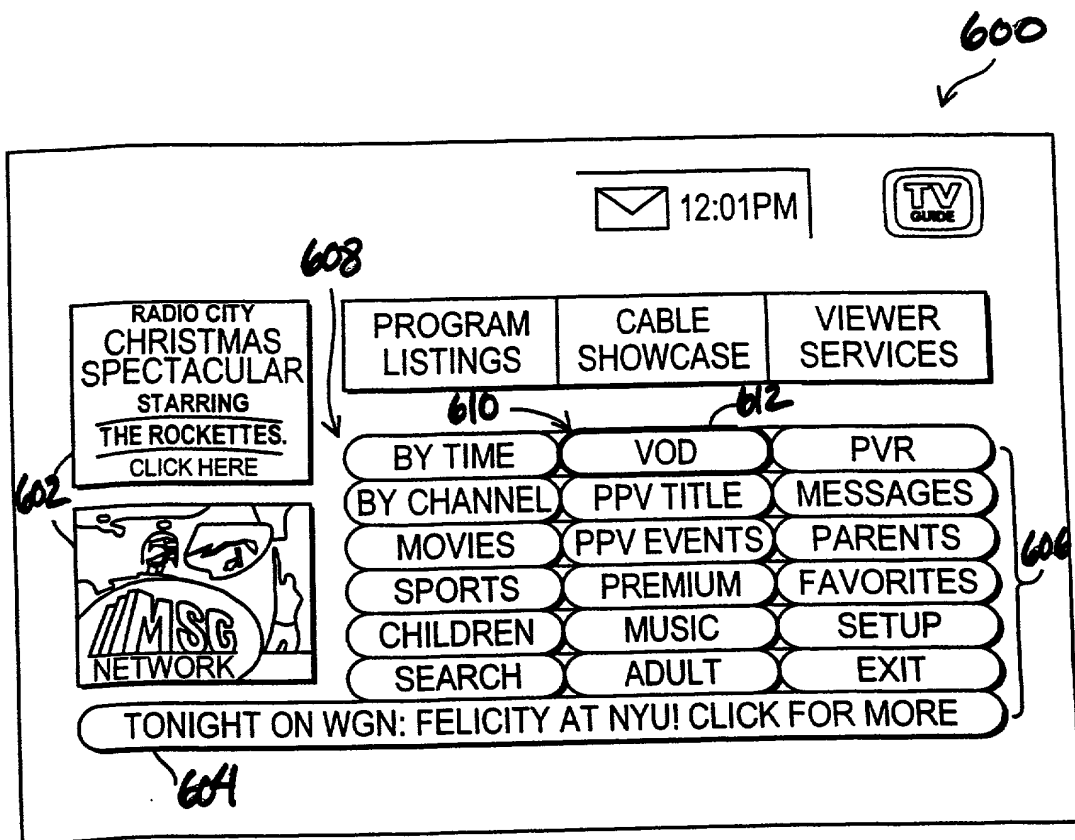 600
12:01PM
TV
GUIDE
608
RADIO CITY
CHRISTMAS
SPECTACULAR
STARRING
THE ROCKETTES.
CLICK HERE
602
MSG
NETWORK
PROGRAM LISTINGS
CABLE SHOWCASE
VIEWER SERVICES
610
612
BY TIME VOD PVR
BY CHANNEL PPV TITLE MESSAGES
MOVIES PPV EVENTS PARENTS
606
SPORTS PREMIUM FAVORITES
CHILDREN MUSIC SETUP
SEARCH ADULT EXIT
TONIGHT ON WGN: FELICITY AT NYU! CLICK FOR MORE
604